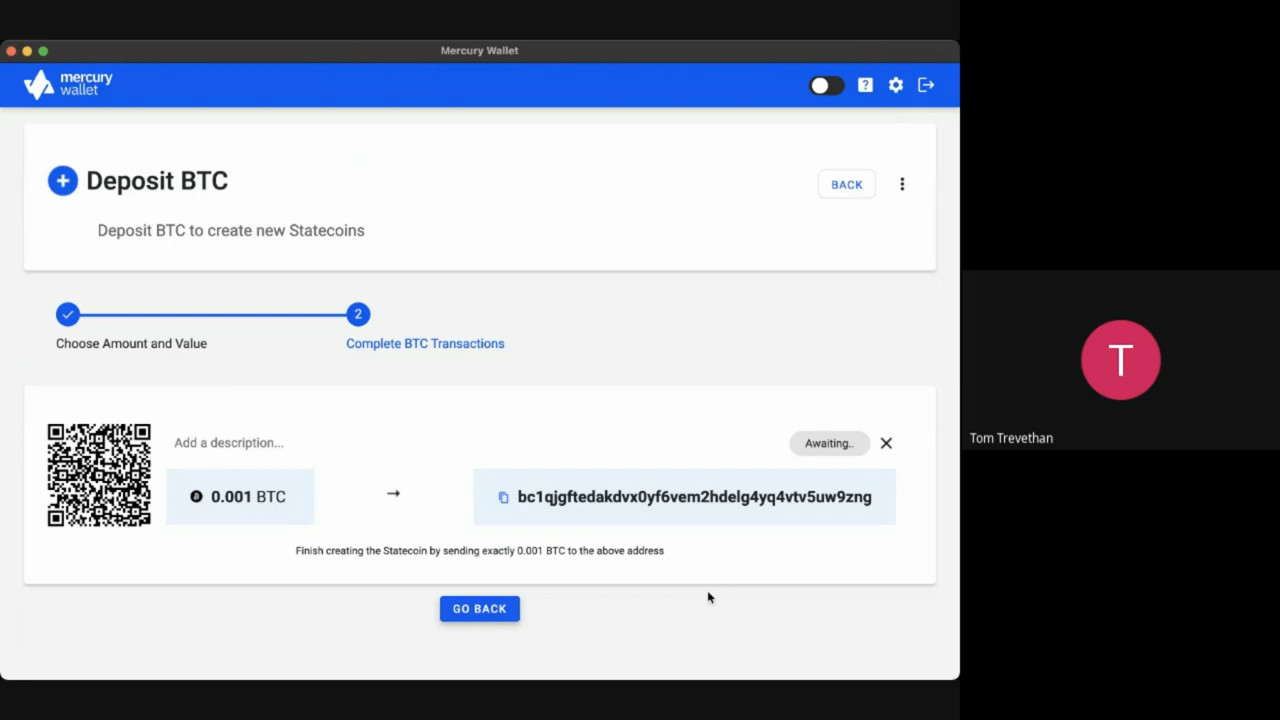 Mercury Wallet
mercury
wallet
?
Deposit BTC
BACK
Deposit BTC to create new Statecoins
2
Choose Amount and Value
Complete BTC Transactions
Add a description...
Awaiting..
0.001 BTC
→
bc1qjgftedakdvx0yf6vem2hdelg4yq4vtv5uw9zng
Finish creating the Statecoin by sending exactly 0.001 BTC to the above address
GO BACK
T
Tom Trevethan